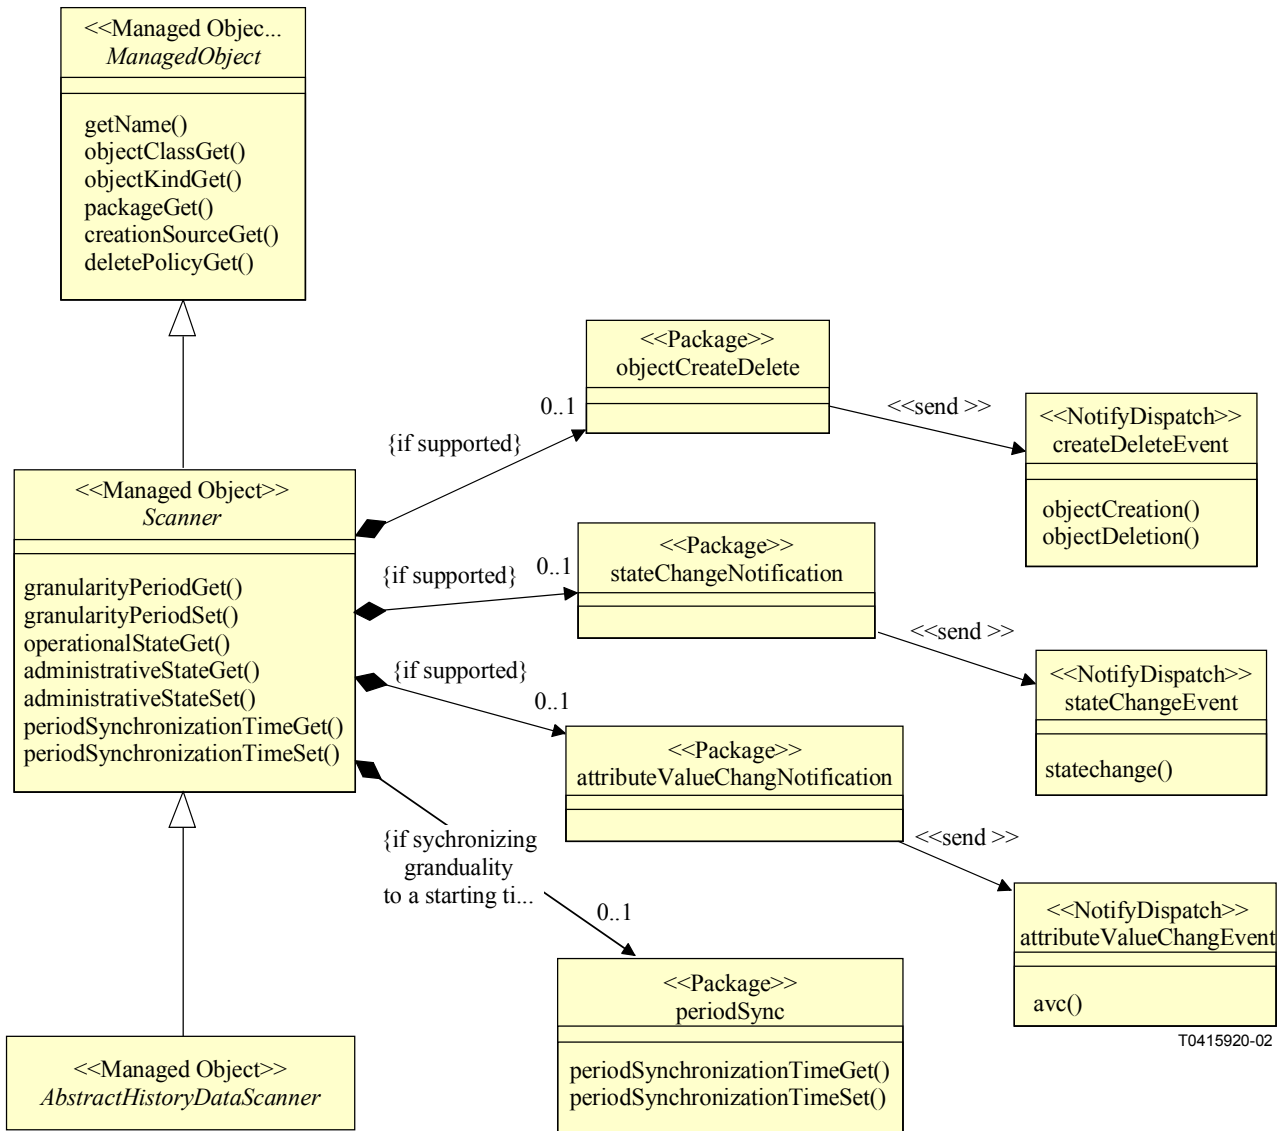 <<Managed Objec...
ManagedObject
getName()
objectClassGet()
objectKindGet()
packageGet()
creationSourceGet()
deletePolicyGet()
<<Package>>
objectCreateDelete
0..1
{if supported}
<<send >>
<<NotifyDispatch>>
createDeleteEvent
objectCreation()
objectDeletion()
<<Managed Object>>
Scanner
granularityPeriodGet()
granularityPeriodSet()
operationalStateGet()
administrativeStateGet()
administrativeStateSet()
periodSynchronizationTimeGet()
periodSynchronizationTimeSet()
{if supported}
0..1
<<Package>>
stateChangeNotification
<<send >>
<<NotifyDispatch>>
stateChangeEvent
statechange()
{if supported}
0..1
<<Package>>
attributeValueChangNotification
<<send >>
<<NotifyDispatch>>
attributeValueChangEvent
avc()
{if sychronizing
granduality
to a starting ti...
0..1
<<Package>>
periodSync
periodSynchronizationTimeGet()
periodSynchronizationTimeSet()
<<Managed Object>>
AbstractHistoryDataScanner
T0415920-02